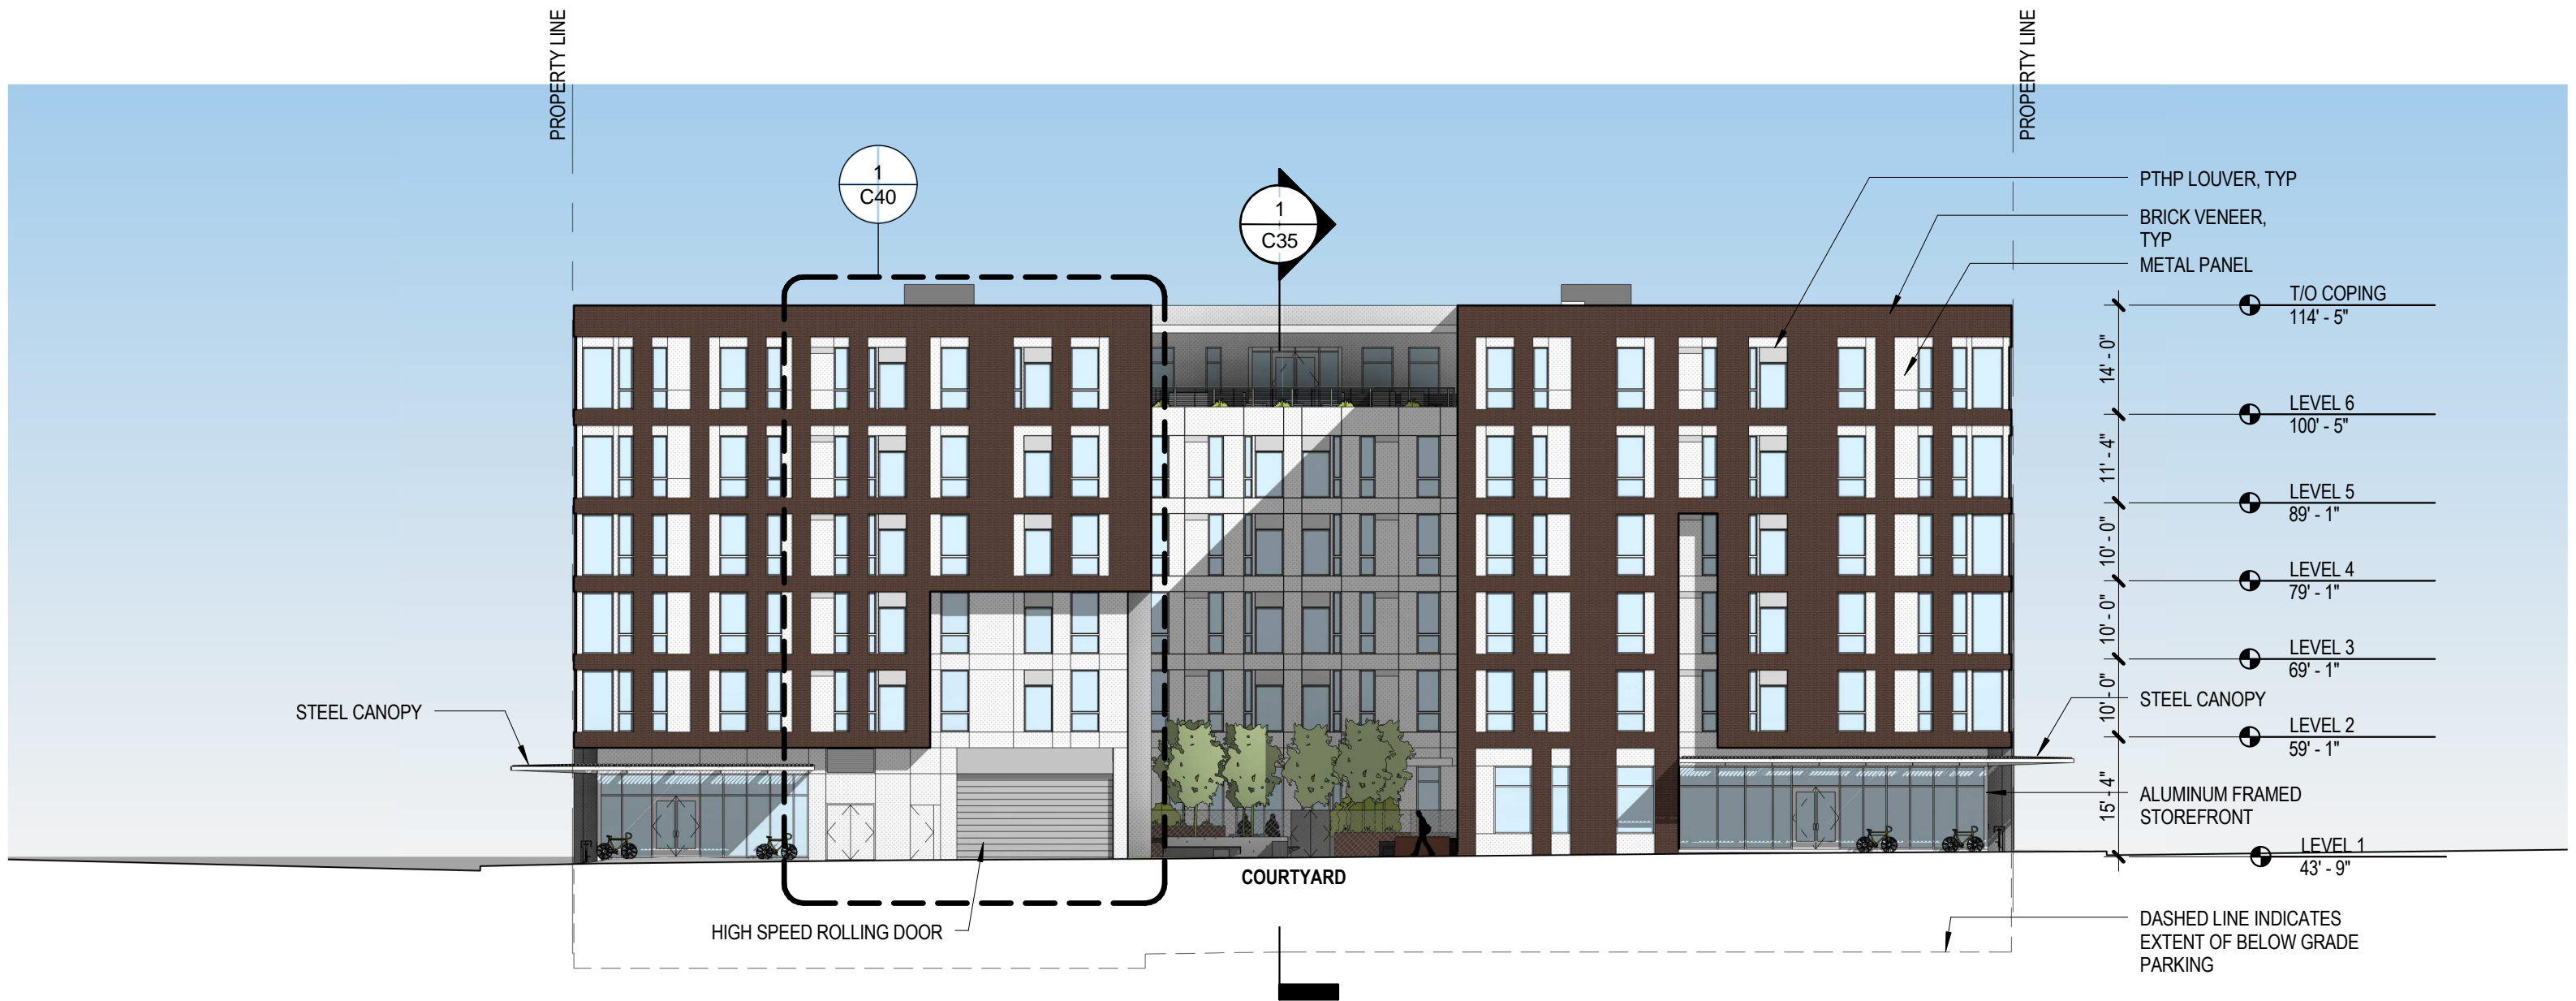 PROPERTY LINE
PROPERTY LINE
1
C40
1
C35
PTHP LOUVER, TYP
BRICK VENEER,
TYP
METAL PANEL
T/O COPING
114' - 5"
14' - 0"
LEVEL 6
100' - 5"
11' - 4"
LEVEL 5
89' - 1"
10' - 0"
LEVEL 4
79' - 1"
10' - 0"
LEVEL 3
69' - 1"
10' - 0"
STEEL CANOPY
STEEL CANOPY
LEVEL 2
59' - 1"
15' - 4"
ALUMINUM FRAMED
STOREFRONT
LEVEL 1
43' - 9"
COURTYARD
HIGH SPEED ROLLING DOOR
DASHED LINE INDICATES
EXTENT OF BELOW GRADE
PARKING